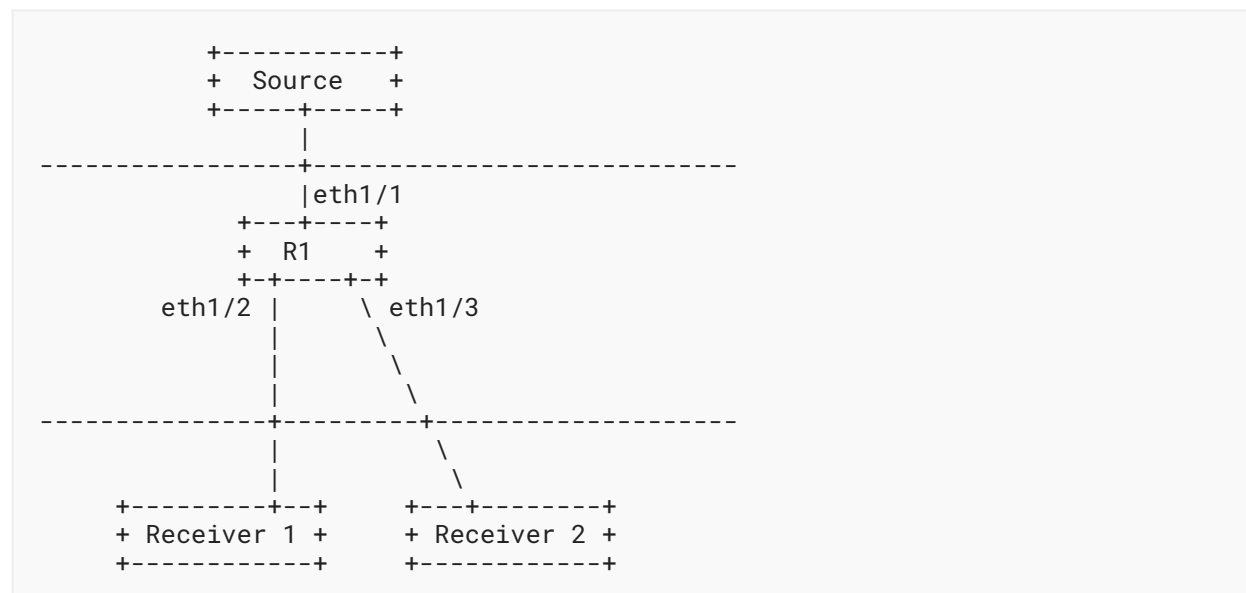 +-----------+
+  Source   +
+-----+-----+
|
-----------------+----------------------------
|eth1/1
+---+----+
+  R1    +
+-+----+-+
eth1/2 |     \ eth1/3
|      \
|       \
|        \
---------------+---------+--------------------
|          \
|           \
+---------+--+     +---+--------+
+ Receiver 1 +     + Receiver 2 +
+------------+     +------------+